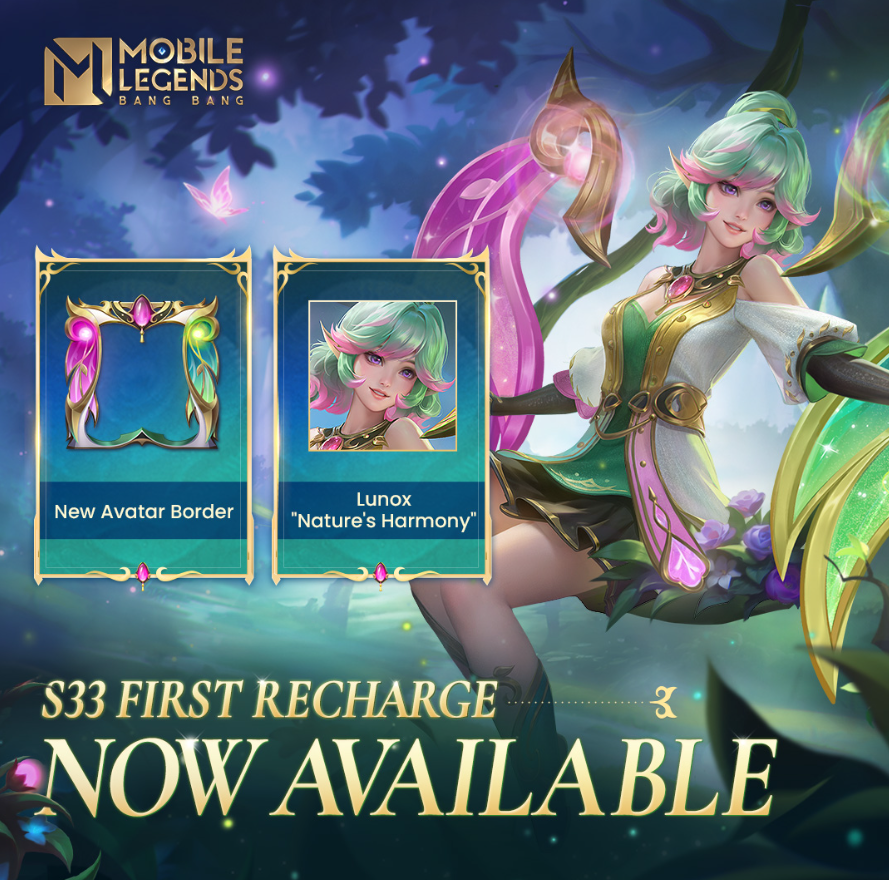 MOBILE
LEGENDS
BANG BANG
New Avatar Border
Lunox
"Nature's Harmony"
S33 FIRST RECHARGE
NOW AVAILABLE